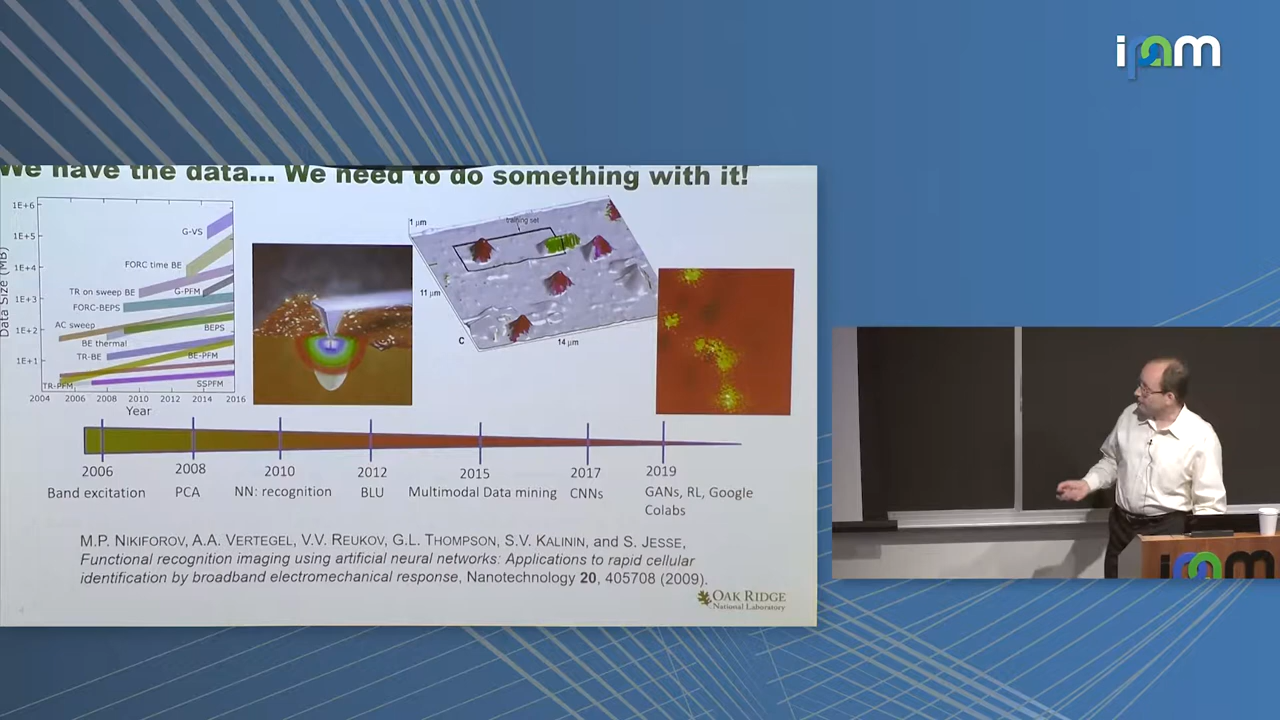 ipam
We have the data... We need to do something with it!
1E+6
1E+5
1E+4
1E+3
1E+2
1E+1
Data Size (MB)
G-VS
FORC time BE
TR on sweep BE
G-PFM
FORC-BEPS
AC sweep
BEPS
BE thermal
TR-BE
BE-PFM
TR-PFM
SSPFM
2004 2006 2008 2010 2012 2014 2016
Year
1 µm
training set
11 µm
C
14 µm
2006 2008 2010 2012 2015 2017 2019
Band excitation PCA NN: recognition BLU Multimodal Data mining CNNs GANs, RL, Google
Colabs
M.P. NIKIFOROV, A.A. VERTEGEL, V.V. REUKOV, G.L. THOMPSON, S.V. KALININ, and S. JESSE,
Functional recognition imaging using artificial neural networks: Applications to rapid cellular
identification by broadband electromechanical response, Nanotechnology 20, 405708 (2009).
OAK RIDGE
National Laboratory
ipam